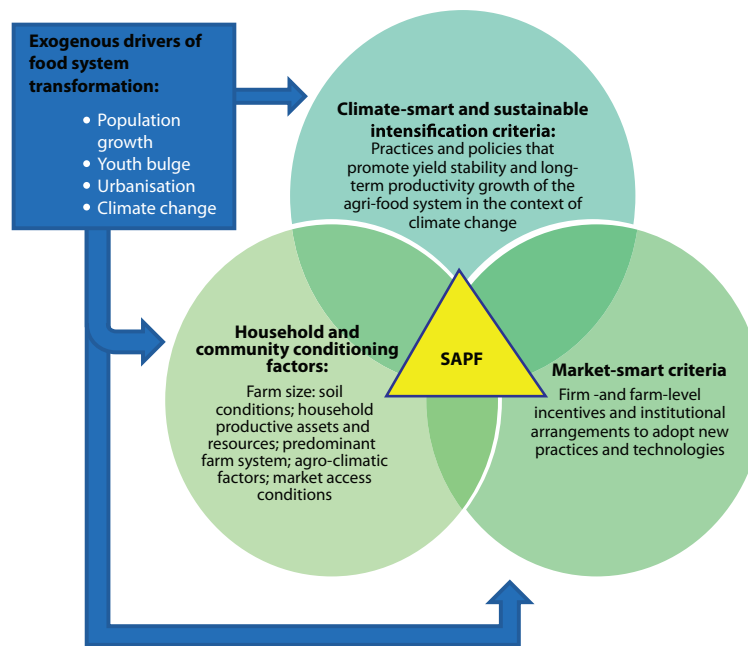 Exogenous drivers of
food system
transformation:
• Population
growth
• Youth bulge
• Urbanisation
• Climate change
Climate-smart and sustainable
intensification criteria:
Practices and policies that
promote yield stability and long-
term productivity growth of the
agri-food system in the context of
climate change
Household and
community conditioning
factors:
Farm size: soil
conditions; household
productive assets and
resources; predominant
farm system; agro-climatic
factors; market access
conditions
SAPF
Market-smart criteria
Firm -and farm-level
incentives and institutional
arrangements to adopt new
practices and technologies